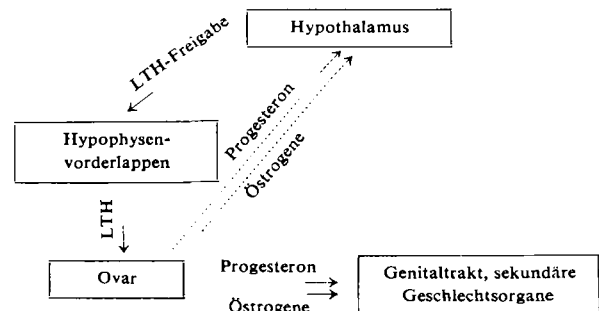 Hypothalamus
LTH-Freigabe
Hypophysen-
vorderlappen
Progesteron
Östrogene
LTH
Ovar
Progesteron
Östrogene
Genitaltrakt, sekundäre
Geschlechtsorgane